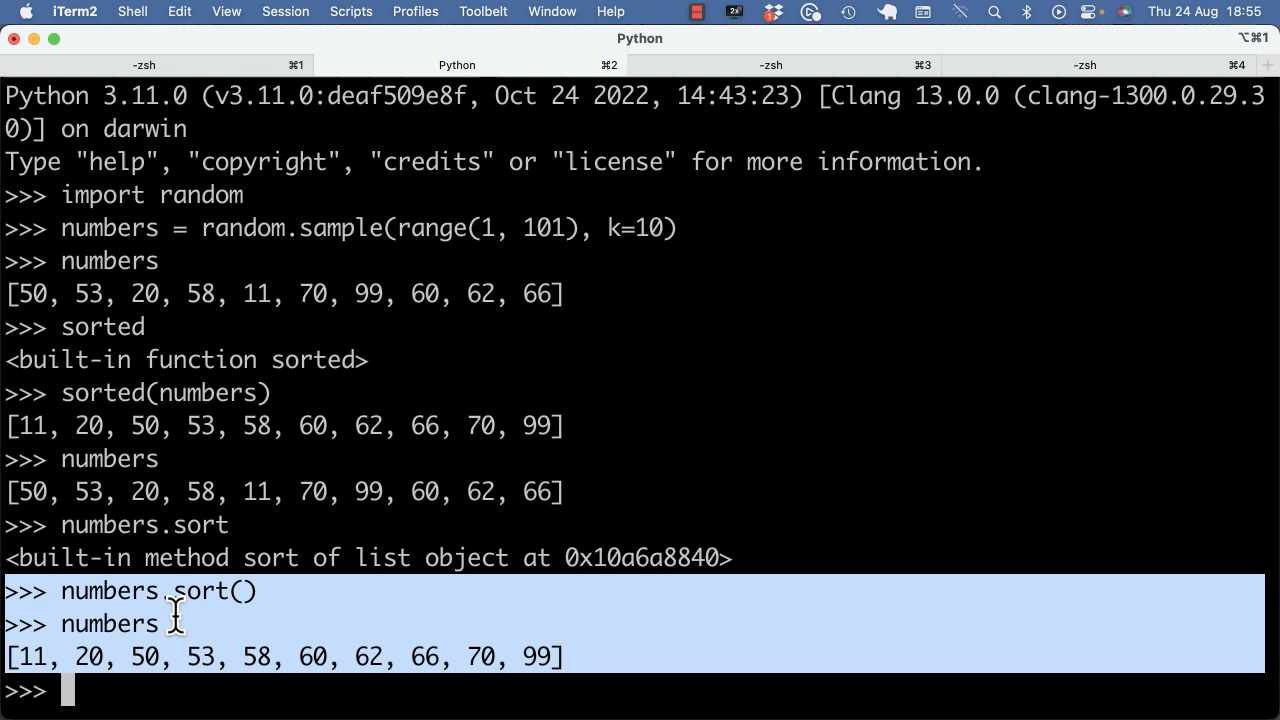 iTerm2 Shell Edit View Session Scripts Profiles Toolbelt Window Help 2x 1 Thu 24 Aug 18:55
Python ⌥⌘1
-zsh ⌘1 Python ⌘2 -zsh ⌘3 -zsh ⌘4 +
Python 3.11.0 (v3.11.0:deaf509e8f, Oct 24 2022, 14:43:23) [Clang 13.0.0 (clang-1300.0.29.3
0)] on darwin
Type "help", "copyright", "credits" or "license" for more information.
>>> import random
>>> numbers = random.sample(range(1, 101), k=10)
>>> numbers
[50, 53, 20, 58, 11, 70, 99, 60, 62, 66]
>>> sorted
<built-in function sorted>
>>> sorted(numbers)
[11, 20, 50, 53, 58, 60, 62, 66, 70, 99]
>>> numbers
[50, 53, 20, 58, 11, 70, 99, 60, 62, 66]
>>> numbers.sort
<built-in method sort of list object at 0x10a6a8840>
>>> numbers.sort()
>>> numbers
[11, 20, 50, 53, 58, 60, 62, 66, 70, 99]
>>>